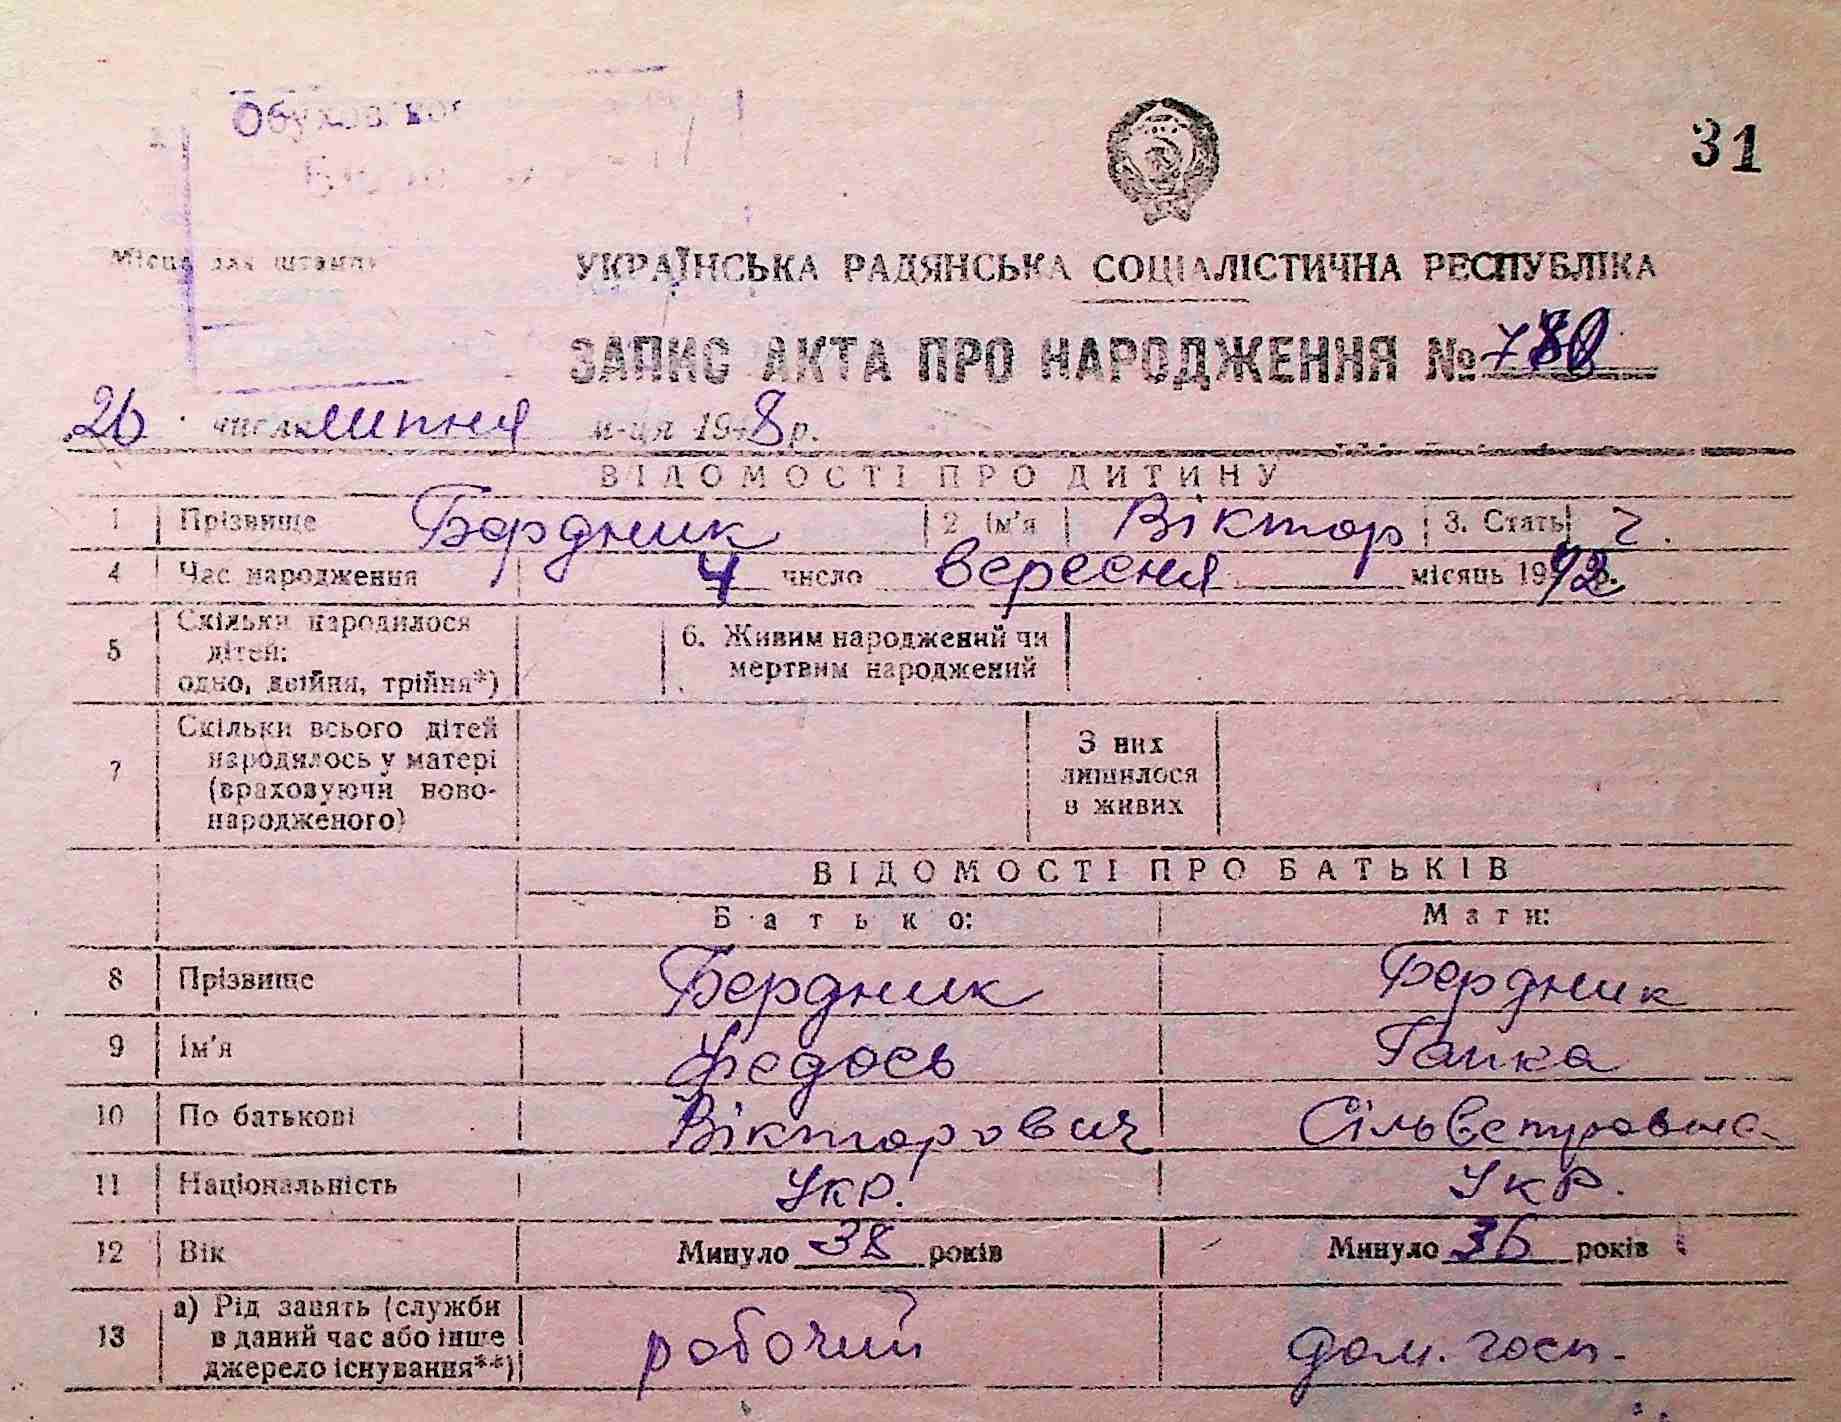 31
Місце для штампу
УКРАЇНСЬКА РАДЯНСЬКА СОЦІАЛІСТИЧНА РЕСПУБЛІКА
ЗАПИС АКТА ПРО НАРОДЖЕННЯ № 780
26 числа липня м-ця 1948 р.
ВІДОМОСТІ ПРО ДИТИНУ
1 Прізвище Бердник 2. Ім'я Віктор 3. Стать ч.
4 Час народження 4 число вересня місяць 1942 р.
5 Скільки народилося дітей: одно, двійня, трійня*) 6. Живим народжений чи мертвим народжений
7 Скільки всього дітей народилось у матері (враховуючи новонародженого) З них лишилося в живих
ВІДОМОСТІ ПРО БАТЬКІВ
Батько: Мати:
8 Прізвище Бердник Бердник
9 Ім'я Федось Гапка
10 По батькові Вікторович Сільвестровна
11 Національність Укр. Укр.
12 Вік Минуло 38 років Минуло 36 років
13 а) Рід занять (служби в даний час або інше джерело існування**) робочий дом. госп.